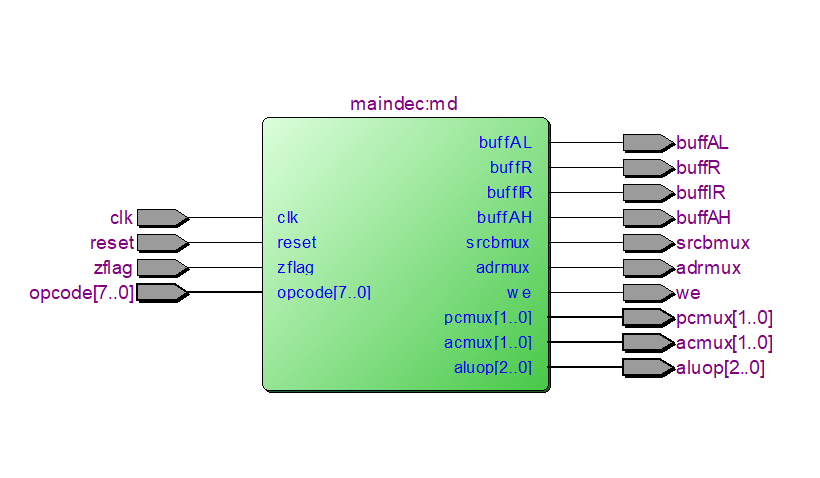 maindec:md
buffAL buffAL
buffR buffR
buffIR buffIR
clk clk buffAH buffAH
reset reset srcbmux srcbmux
zflag zflag adrmux adrmux
opcode[7..0] opcode[7..0] we we
pcmux[1..0] pcmux[1..0]
acmux[1..0] acmux[1..0]
aluop[2..0] aluop[2..0]